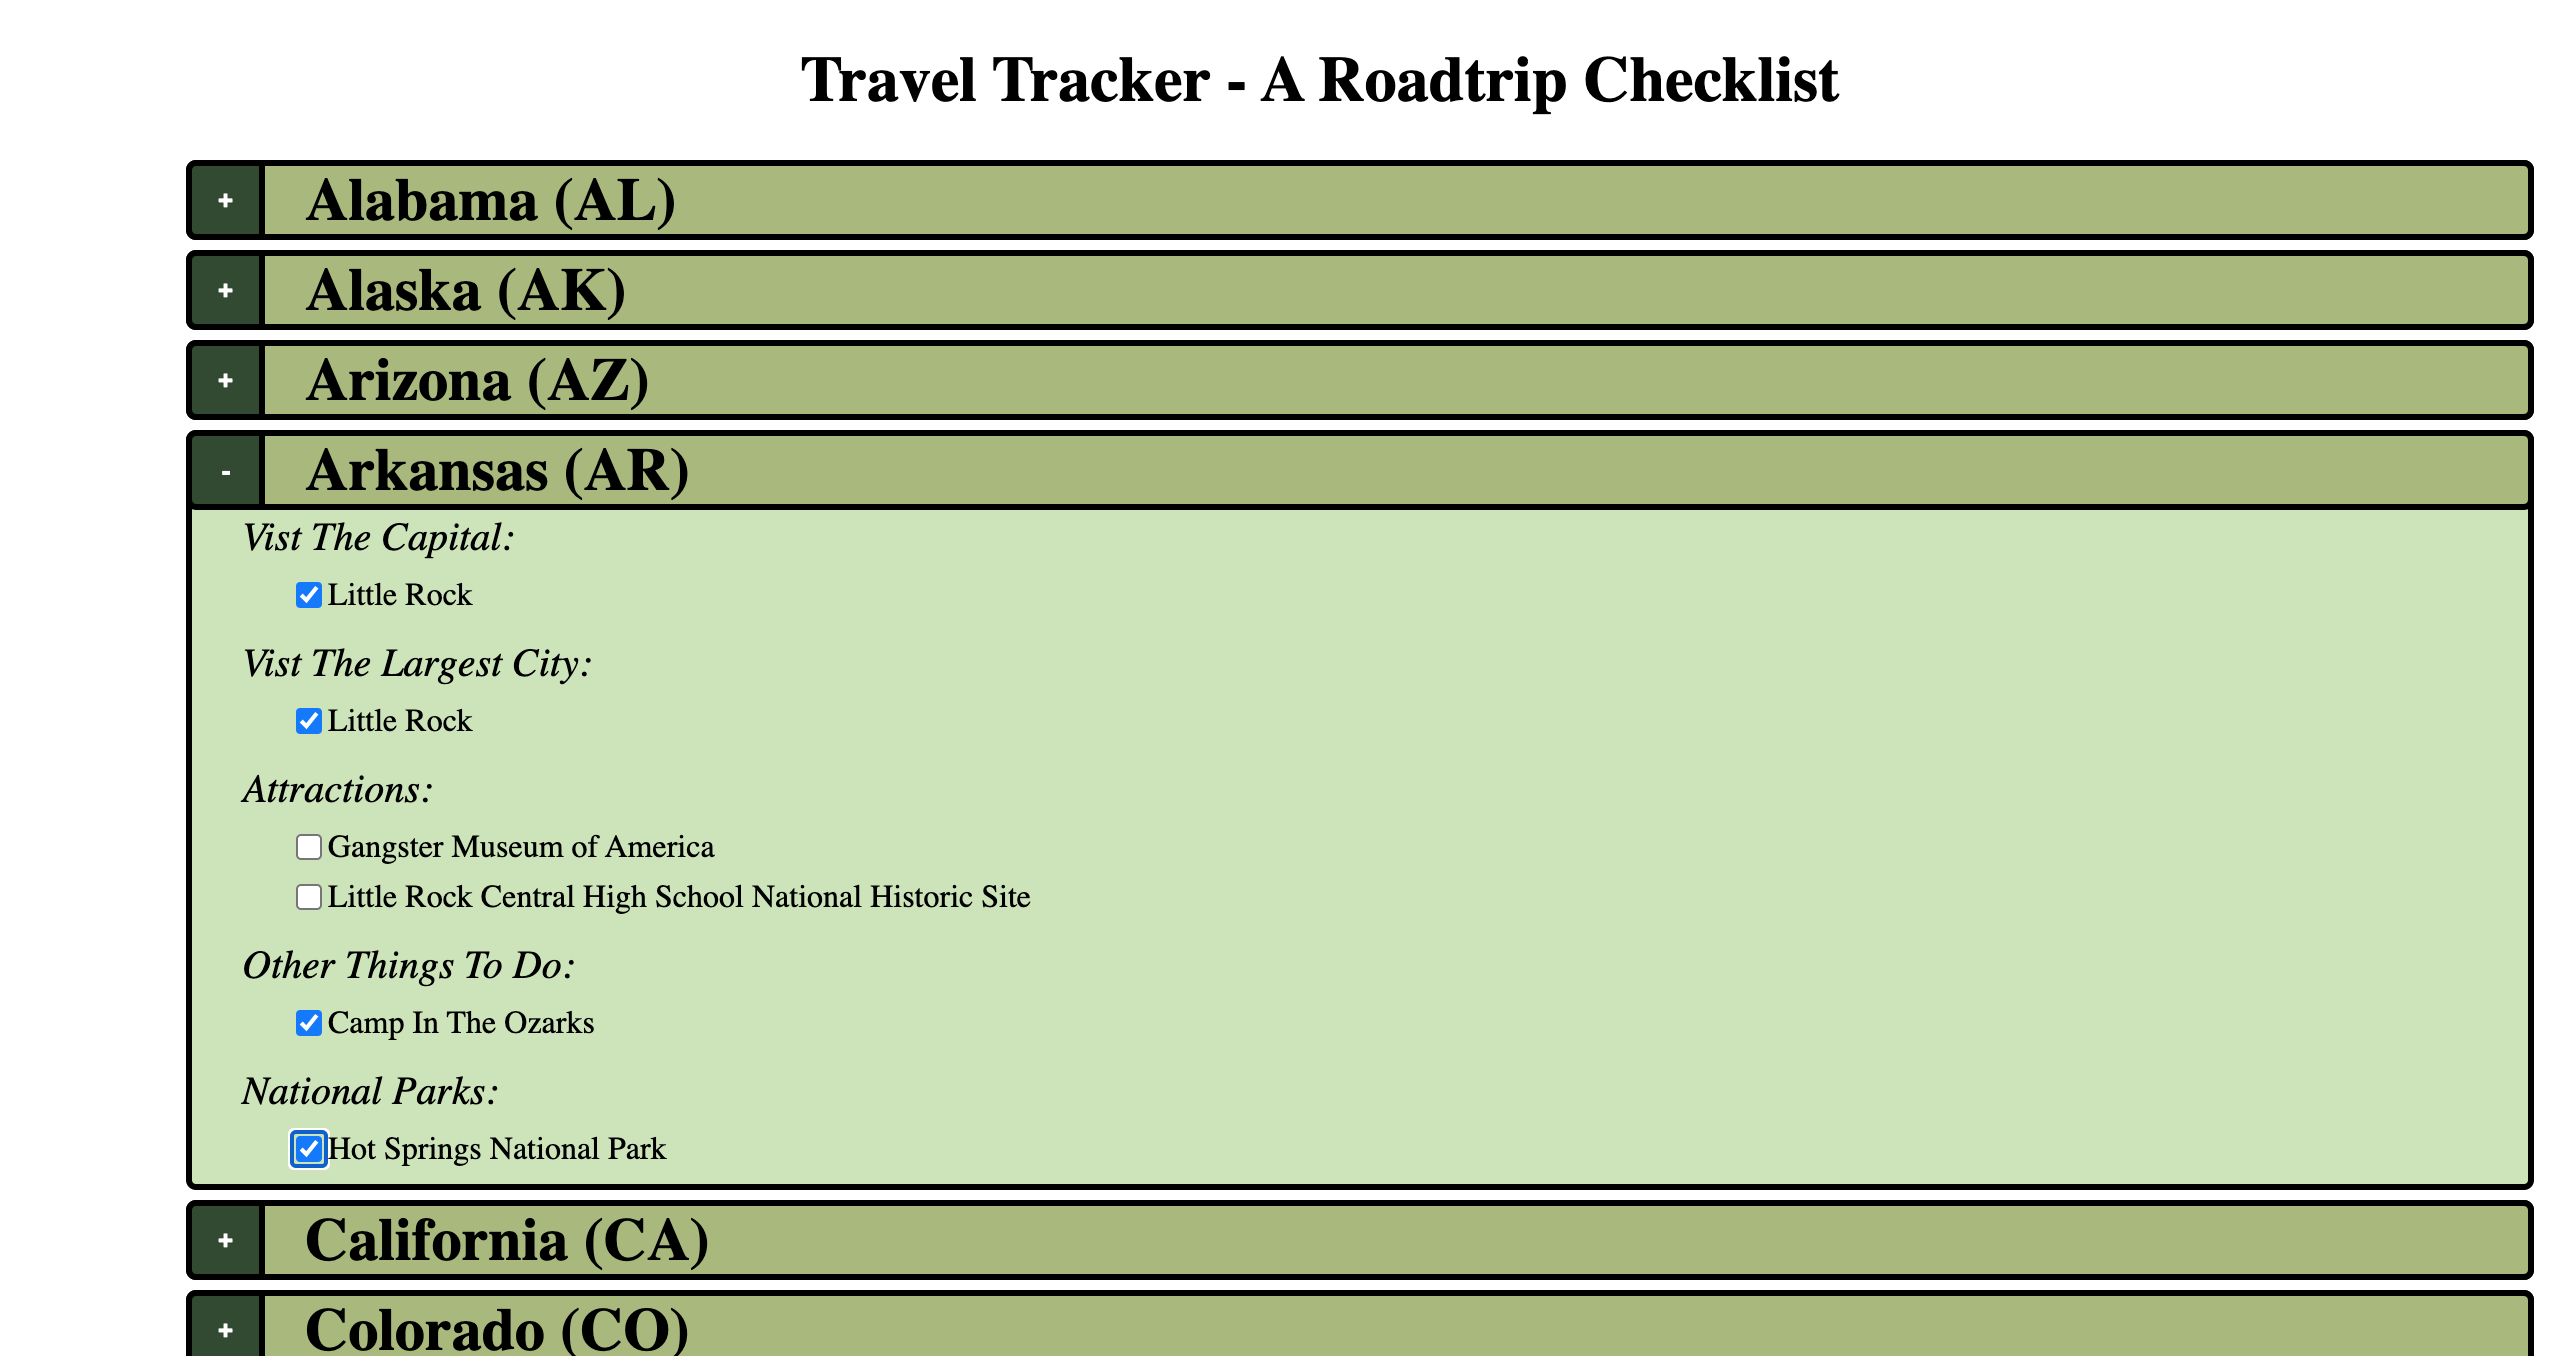 Travel Tracker - A Roadtrip Checklist
+ Alabama (AL)
+ Alaska (AK)
+ Arizona (AZ)
- Arkansas (AR)
Vist The Capital:
Little Rock
Vist The Largest City:
Little Rock
Attractions:
Gangster Museum of America
Little Rock Central High School National Historic Site
Other Things To Do:
Camp In The Ozarks
National Parks:
Hot Springs National Park
+ California (CA)
+ Colorado (CO)